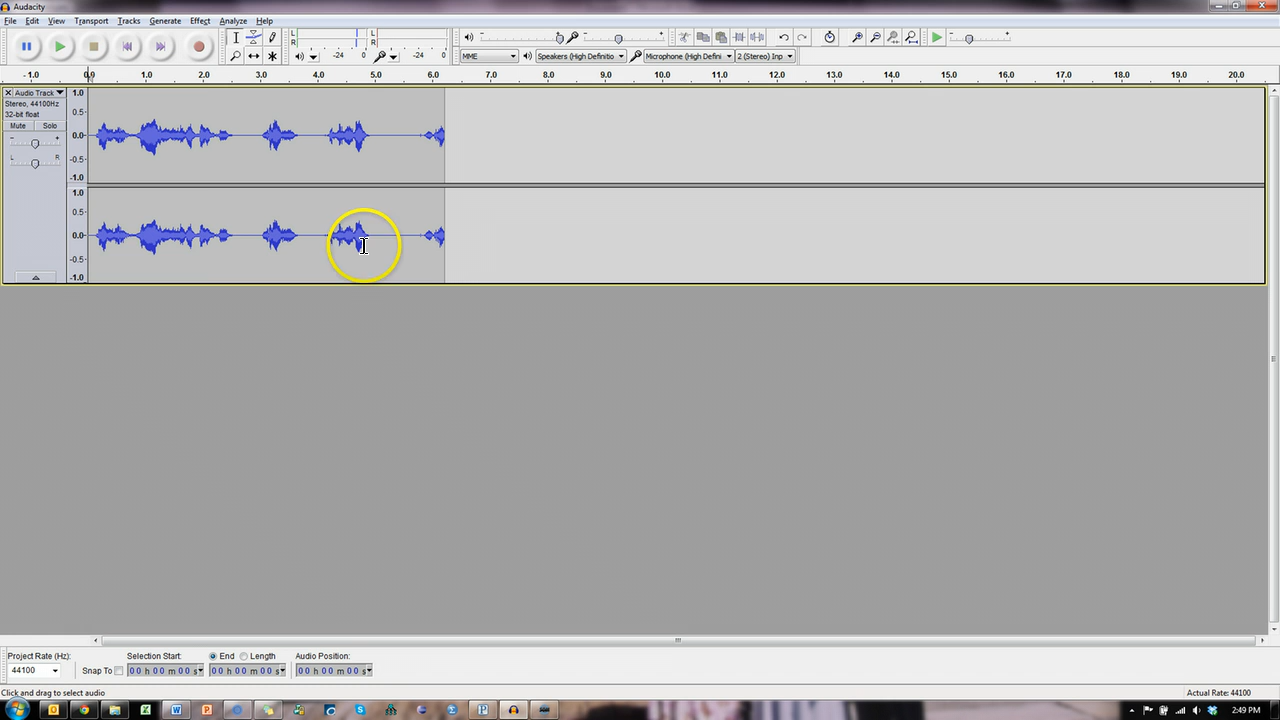 Audacity
File Edit View Transport Tracks Generate Effect Analyze Help
L
R
-24 0
L
R
-24 0
MME Speakers (High Definitio Microphone (High Defini 2 (Stereo) Inp
-1.0 0.0 1.0 2.0 3.0 4.0 5.0 6.0 7.0 8.0 9.0 10.0 11.0 12.0 13.0 14.0 15.0 16.0 17.0 18.0 19.0 20.0
Audio Track
Stereo, 44100Hz
32-bit float
Mute Solo
- +
L R
1.0
0.5
0.0
-0.5
-1.0
1.0
0.5
0.0
-0.5
-1.0
Project Rate (Hz): Selection Start: End Length Audio Position:
44100 Snap To 00 h 00 m 00 s 00 h 00 m 00 s 00 h 00 m 00 s
Click and drag to select audio Actual Rate: 44100
2:49 PM